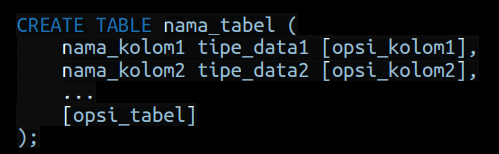 CREATE TABLE nama_tabel (
    nama_kolom1 tipe_data1 [opsi_kolom1],
    nama_kolom2 tipe_data2 [opsi_kolom2],
    ...
    [opsi_tabel]
);